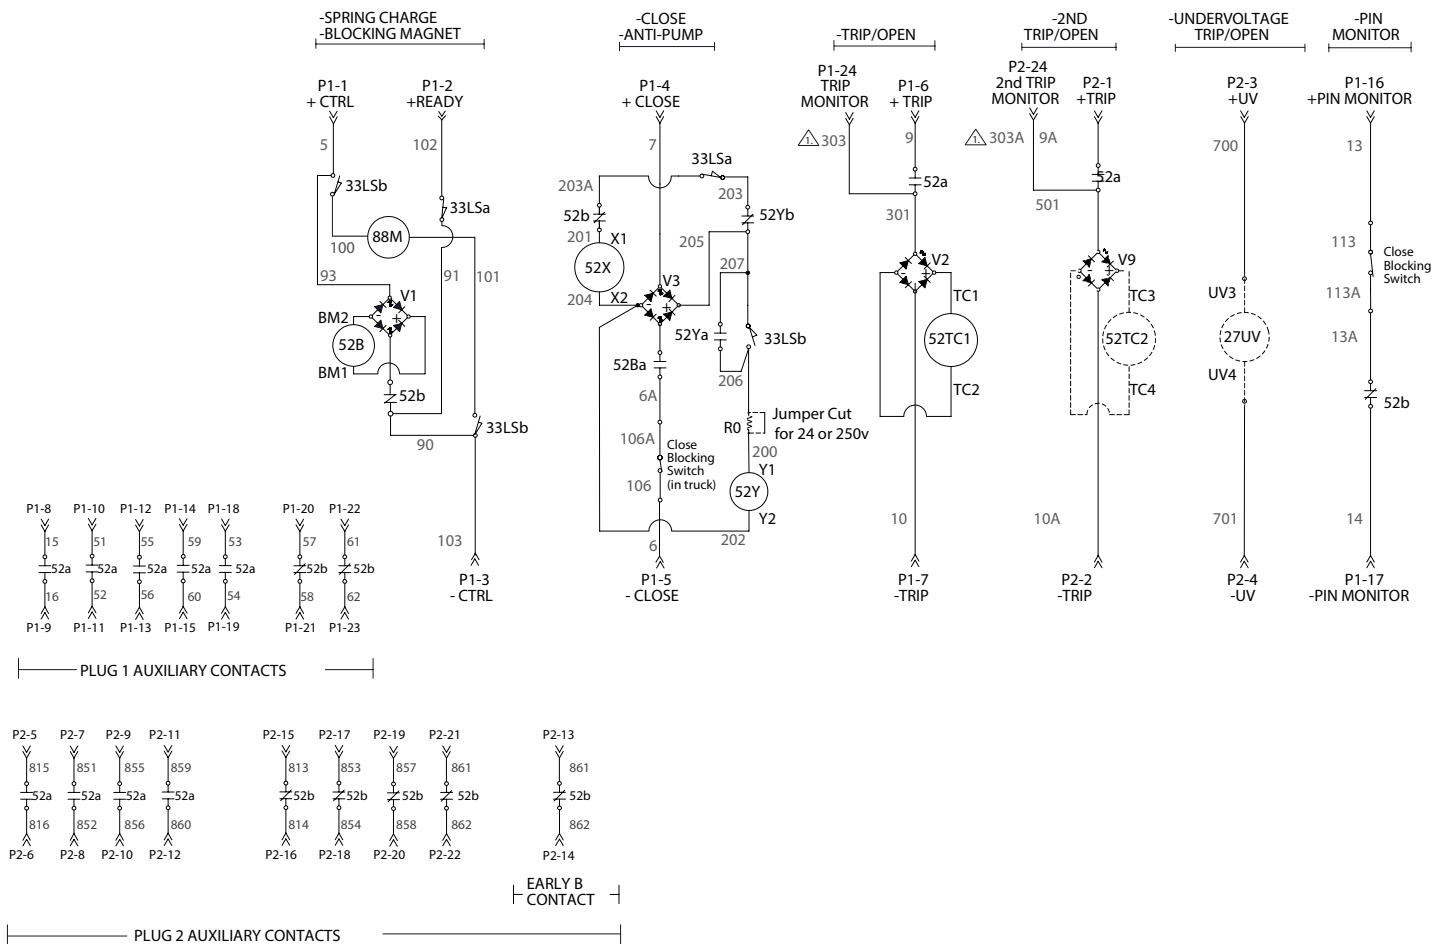 -SPRING CHARGE
-BLOCKING MAGNET
-CLOSE
-ANTI-PUMP
-TRIP/OPEN
-2ND
TRIP/OPEN
-UNDERVOLTAGE
TRIP/OPEN
-PIN
MONITOR
P1-1
+ CTRL
P1-2
+READY
P1-4
+ CLOSE
P1-24
TRIP
MONITOR
P1-6
+ TRIP
P2-24
2nd TRIP
MONITOR
P2-1
+TRIP
P2-3
+UV
P1-16
+PIN MONITOR
5
102
7
1. 303
9
1. 303A
9A
700
13
33LSb
33LSa
100
88M
93
91
101
V1
BM2
52B
BM1
52b
90
33LSb
103
P1-3
- CTRL
33LSa
203A
203
52b
52Yb
201
X1
205
52X
207
204
X2
V3
52Ya
33LSb
52Ba
206
6A
R0
Jumper Cut
for 24 or 250v
106A
Close
Blocking
Switch
(in truck)
200
106
Y1
52Y
Y2
6
202
P1-5
- CLOSE
52a
301
V2
TC1
52TC1
TC2
10
P1-7
-TRIP
52a
501
V9
TC3
52TC2
TC4
10A
P2-2
-TRIP
UV3
27UV
UV4
701
P2-4
-UV
113
Close
Blocking
Switch
113A
13A
52b
14
P1-17
-PIN MONITOR
P1-8
P1-10
P1-12
P1-14
P1-18
P1-20
P1-22
15
51
55
59
53
57
61
52a
52a
52a
52a
52a
52b
52b
16
52
56
60
54
58
62
P1-9
P1-11
P1-13
P1-15
P1-19
P1-21
P1-23
PLUG 1 AUXILIARY CONTACTS
P2-5
P2-7
P2-9
P2-11
P2-15
P2-17
P2-19
P2-21
P2-13
815
851
855
859
813
853
857
861
861
52a
52a
52a
52a
52b
52b
52b
52b
52b
816
852
856
860
814
854
858
862
862
P2-6
P2-8
P2-10
P2-12
P2-16
P2-18
P2-20
P2-22
P2-14
EARLY B
CONTACT
PLUG 2 AUXILIARY CONTACTS